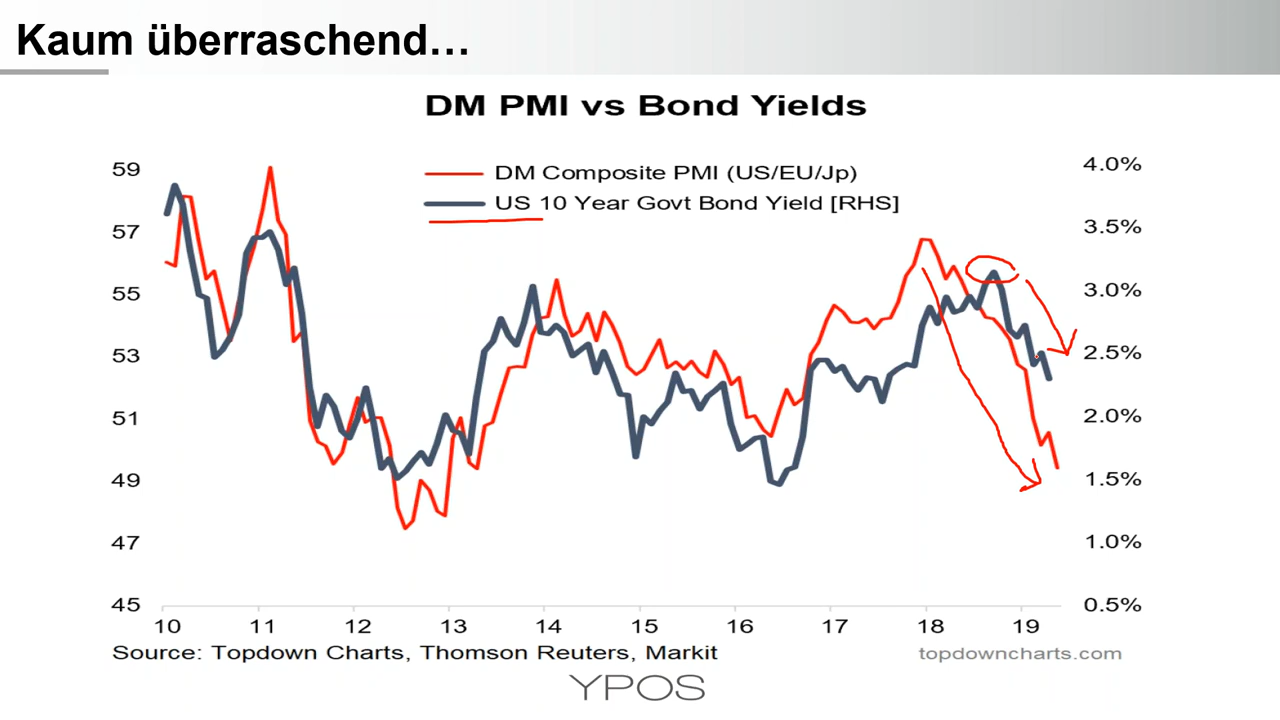 Kaum überraschend…
DM PMI vs Bond Yields
DM Composite PMI (US/EU/Jp)
US 10 Year Govt Bond Yield [RHS]
59
57
55
53
51
49
47
45
4.0%
3.5%
3.0%
2.5%
2.0%
1.5%
1.0%
0.5%
10 11 12 13 14 15 16 17 18 19
Source: Topdown Charts, Thomson Reuters, Markit
topdowncharts.com
YPOS